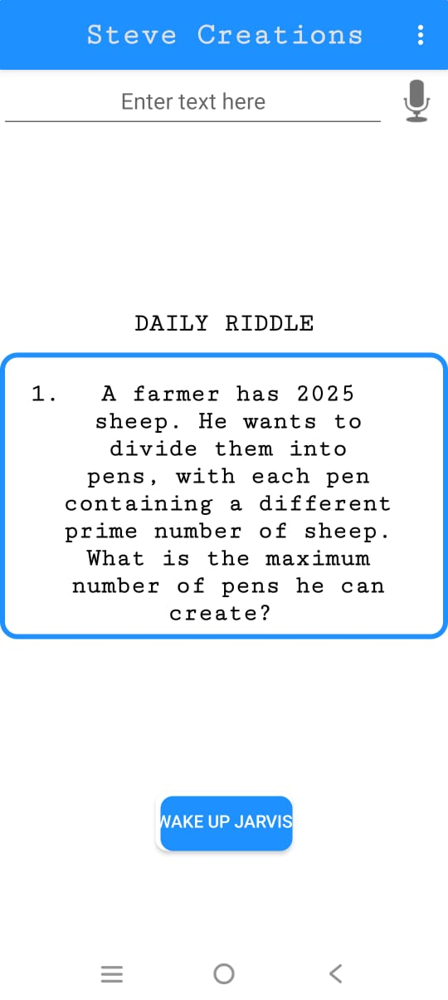 Steve Creations
Enter text here
DAILY RIDDLE
1. A farmer has 2025
sheep. He wants to
divide them into
pens, with each pen
containing a different
prime number of sheep.
What is the maximum
number of pens he can
create?
WAKE UP JARVIS